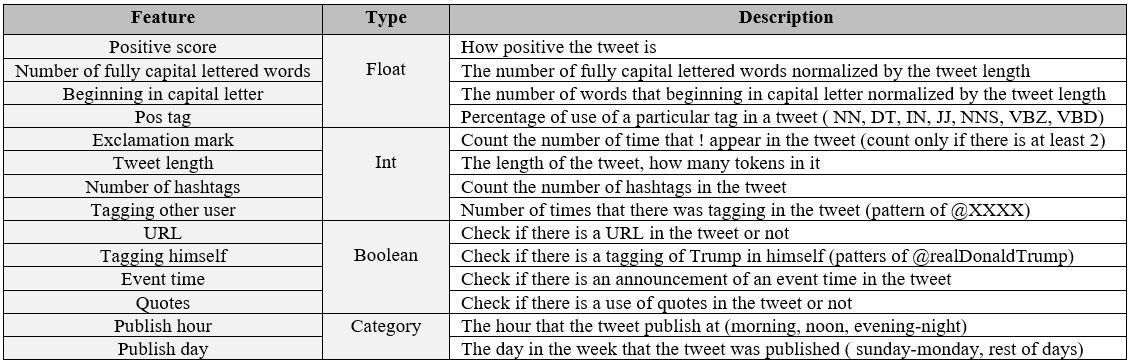 Feature Type Description
Positive score Float How positive the tweet is
Number of fully capital lettered words The number of fully capital lettered words normalized by the tweet length
Beginning in capital letter The number of words that beginning in capital letter normalized by the tweet length
Pos tag Percentage of use of a particular tag in a tweet ( NN, DT, IN, JJ, NNS, VBZ, VBD)
Exclamation mark Int Count the number of time that ! appear in the tweet (count only if there is at least 2)
Tweet length The length of the tweet, how many tokens in it
Number of hashtags Count the number of hashtags in the tweet
Tagging other user Number of times that there was tagging in the tweet (pattern of @XXXX)
URL Boolean Check if there is a URL in the tweet or not
Tagging himself Check if there is a tagging of Trump in himself (patters of @realDonaldTrump)
Event time Check if there is an announcement of an event time in the tweet
Quotes Check if there is a use of quotes in the tweet or not
Publish hour Category The hour that the tweet publish at (morning, noon, evening-night)
Publish day The day in the week that the tweet was published ( sunday-monday, rest of days)